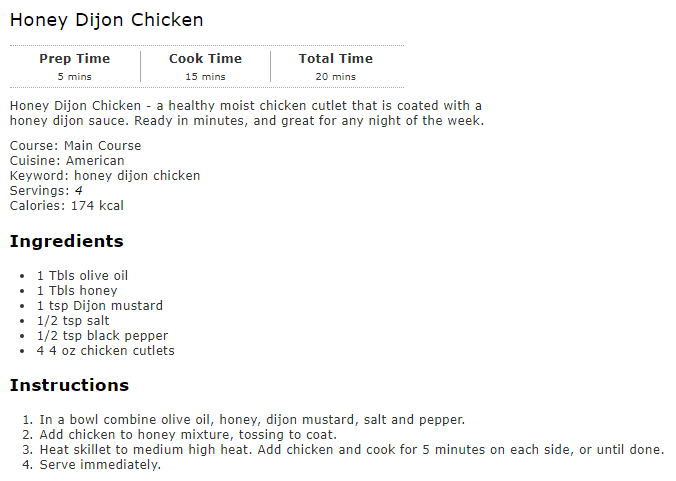 Honey Dijon Chicken
Prep Time Cook Time Total Time
5 mins 15 mins 20 mins
Honey Dijon Chicken - a healthy moist chicken cutlet that is coated with a
honey dijon sauce. Ready in minutes, and great for any night of the week.
Course: Main Course
Cuisine: American
Keyword: honey dijon chicken
Servings: 4
Calories: 174 kcal
Ingredients
• 1 Tbls olive oil
• 1 Tbls honey
• 1 tsp Dijon mustard
• 1/2 tsp salt
• 1/2 tsp black pepper
• 4 4 oz chicken cutlets
Instructions
1. In a bowl combine olive oil, honey, dijon mustard, salt and pepper.
2. Add chicken to honey mixture, tossing to coat.
3. Heat skillet to medium high heat. Add chicken and cook for 5 minutes on each side, or until done.
4. Serve immediately.